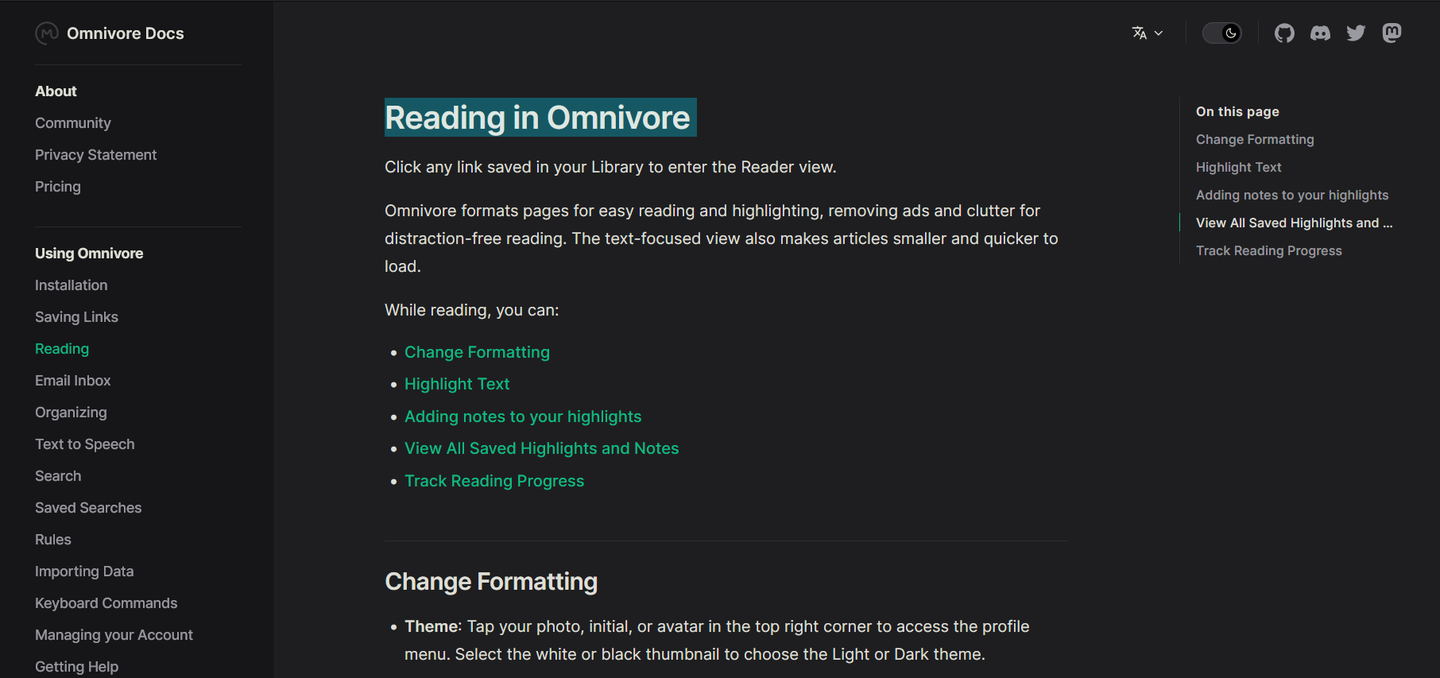 Omnivore Docs
About
Community
Privacy Statement
Pricing
Using Omnivore
Installation
Saving Links
Reading
Email Inbox
Organizing
Text to Speech
Search
Saved Searches
Rules
Importing Data
Keyboard Commands
Managing your Account
Getting Help
Reading in Omnivore
Click any link saved in your Library to enter the Reader view.
Omnivore formats pages for easy reading and highlighting, removing ads and clutter for
distraction-free reading. The text-focused view also makes articles smaller and quicker to
load.
While reading, you can:
• Change Formatting
• Highlight Text
• Adding notes to your highlights
• View All Saved Highlights and Notes
• Track Reading Progress
Change Formatting
• Theme: Tap your photo, initial, or avatar in the top right corner to access the profile
menu. Select the white or black thumbnail to choose the Light or Dark theme.
On this page
Change Formatting
Highlight Text
Adding notes to your highlights
View All Saved Highlights and ...
Track Reading Progress